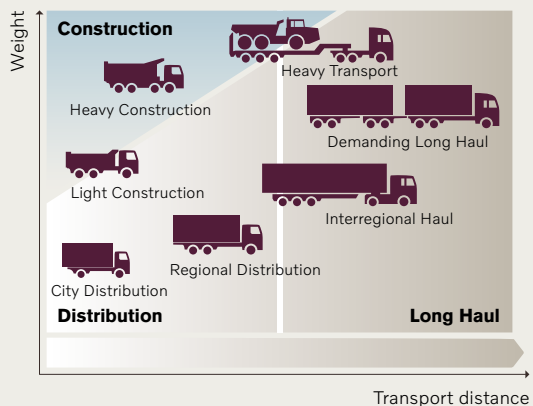 Weight
Construction
Heavy Transport
Heavy Construction
Demanding Long Haul
Light Construction
Interregional Haul
Regional Distribution
City Distribution
Distribution
Long Haul
Transport distance